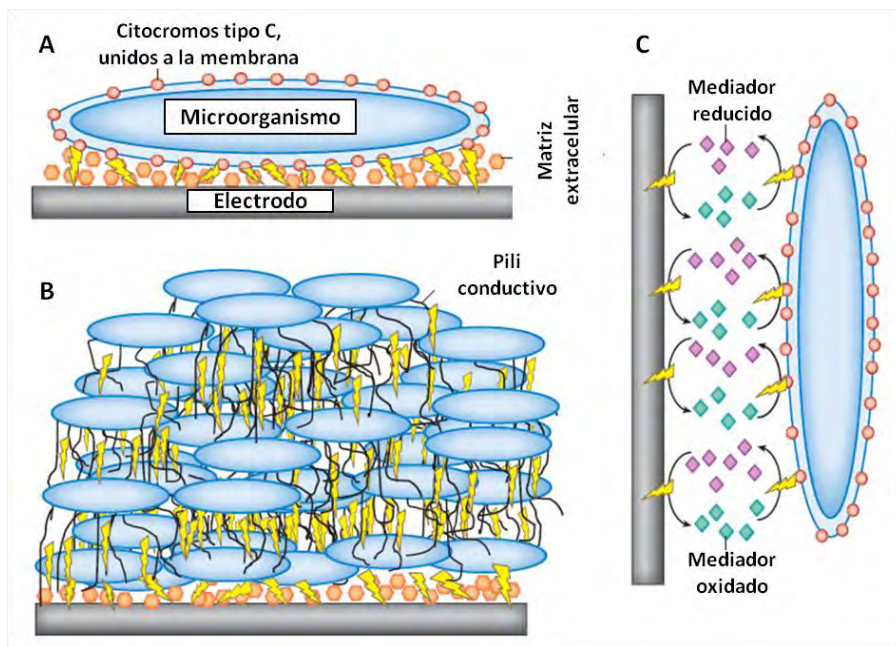 A
Citocromos tipo C,
unidos a la membrana
Microorganismo
Electrodo
Matriz
extracelular
B
Pili
conductivo
C
Mediador
reducido
Mediador
oxidado